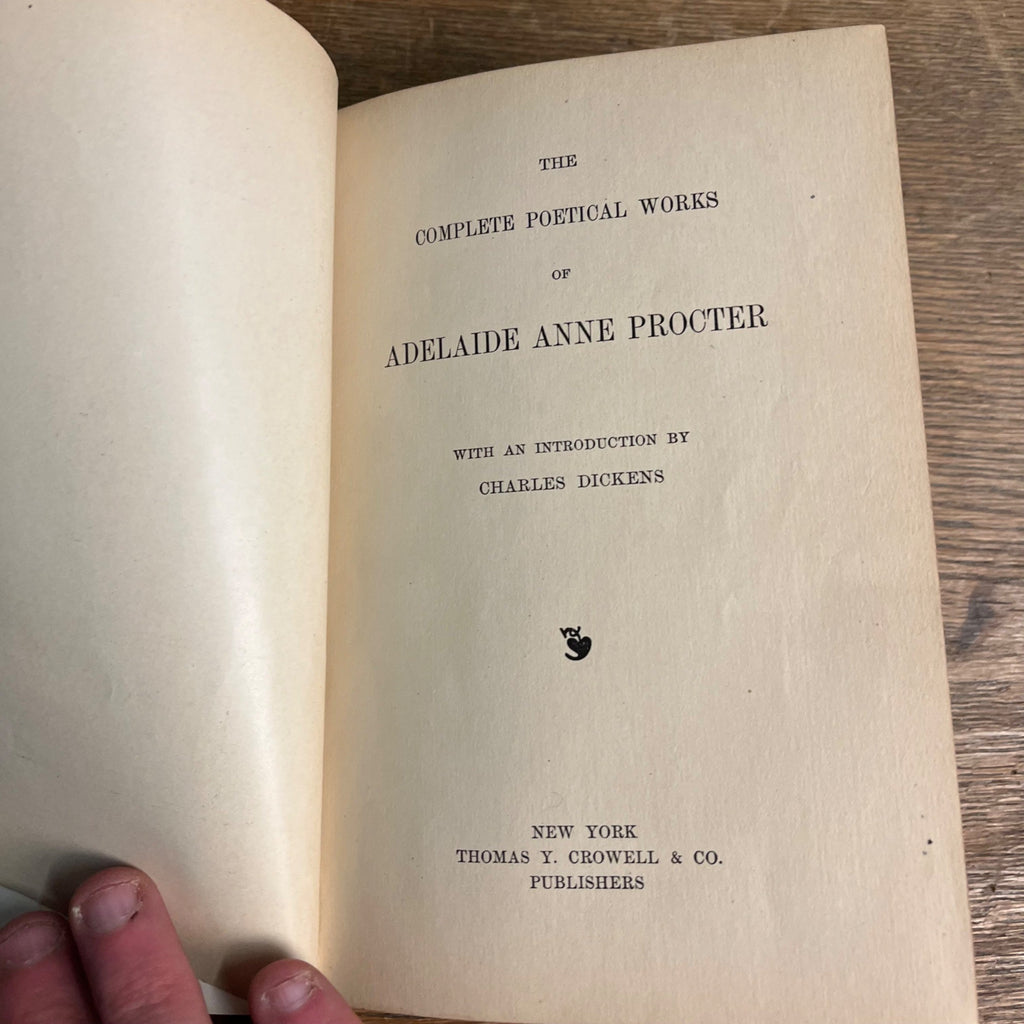 THE
COMPLETE POETICAL WORKS
OF
ADELAIDE ANNE PROCTER
WITH AN INTRODUCTION BY
CHARLES DICKENS
NEW YORK
THOMAS Y. CROWELL & CO.
PUBLISHERS